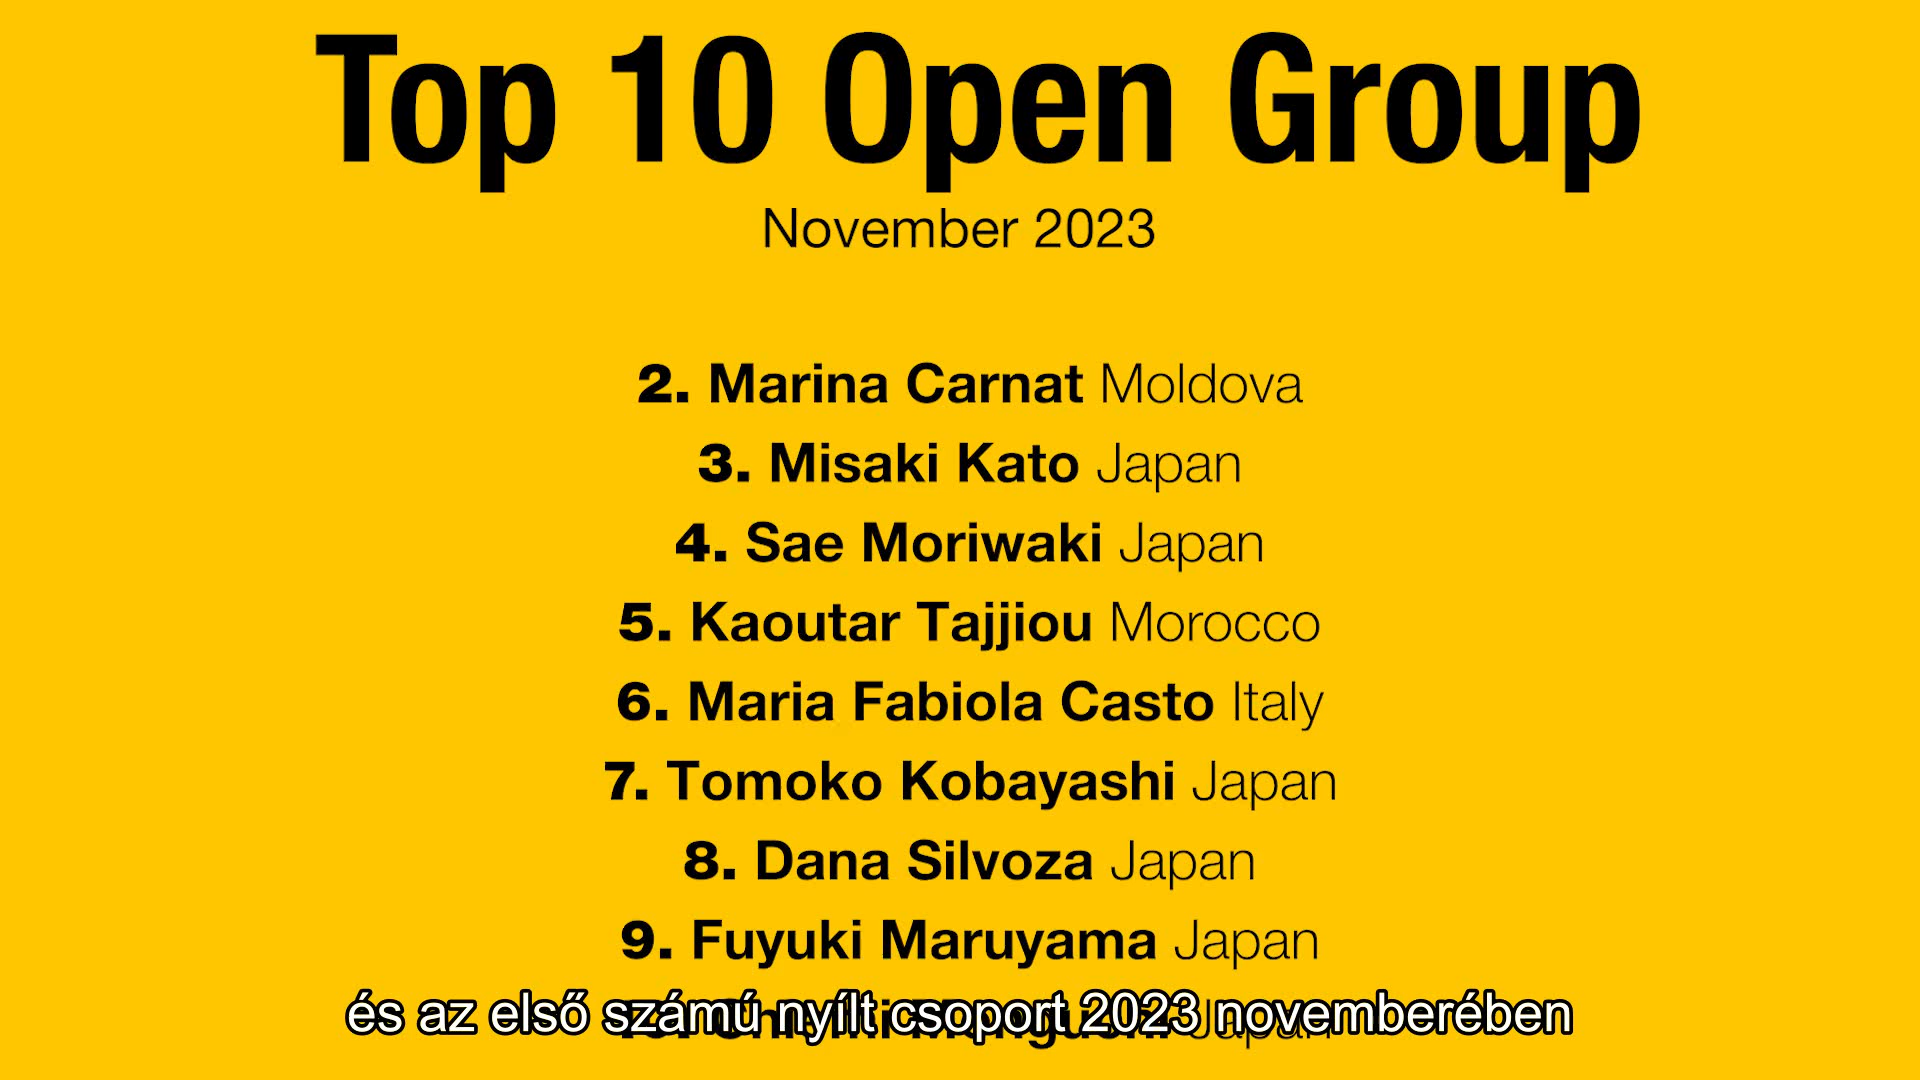 Top 10 Open Group
November 2023
2. Marina Carnat Moldova
3. Misaki Kato Japan
4. Sae Moriwaki Japan
5. Kaoutar Tajjiou Morocco
6. Maria Fabiola Casto Italy
7. Tomoko Kobayashi Japan
8. Dana Silvoza Japan
9. Fuyuki Maruyama Japan
10. Japan
és az első számú nyílt csoport 2023 novemberében